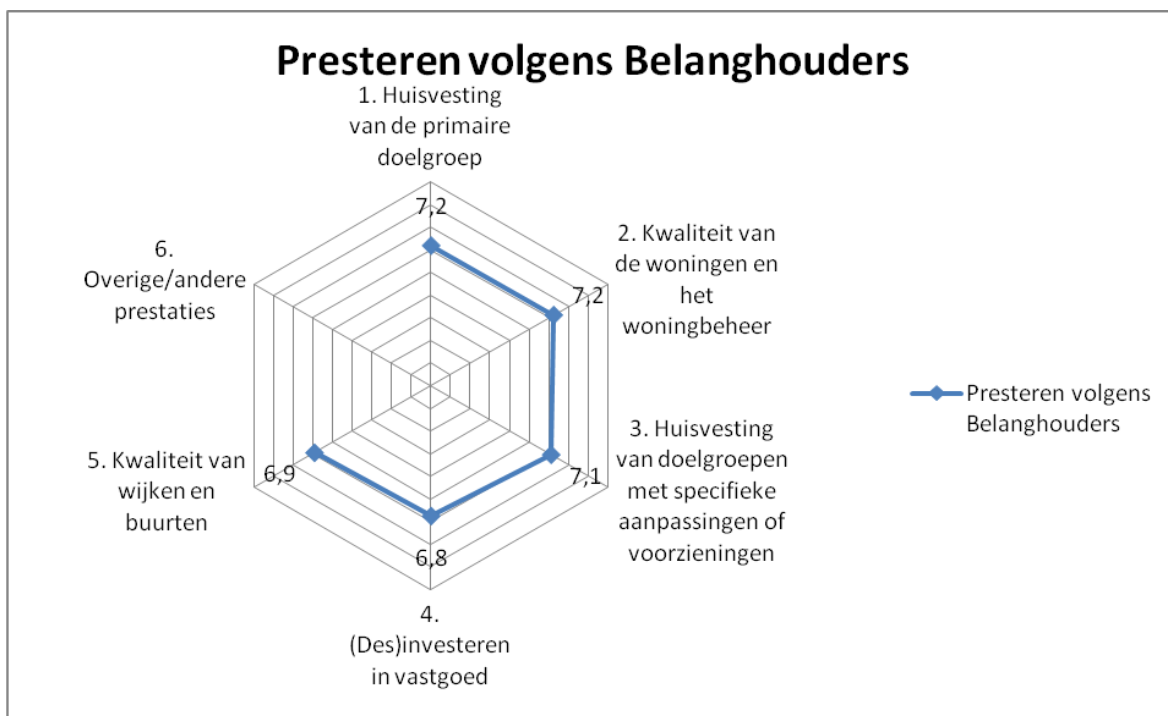 Presteren volgens Belanghouders
1. Huisvesting
van de primaire
doelgroep
7,2
2. Kwaliteit van
de woningen en
het
woningbeheer
7,2
3. Huisvesting
van doelgroepen
met specifieke
aanpassingen of
voorzieningen
7,1
4.
(Des)investeren
in vastgoed
6,8
5. Kwaliteit van
wijken en
buurten
6,9
6.
Overige/andere
prestaties
Presteren volgens
Belanghouders